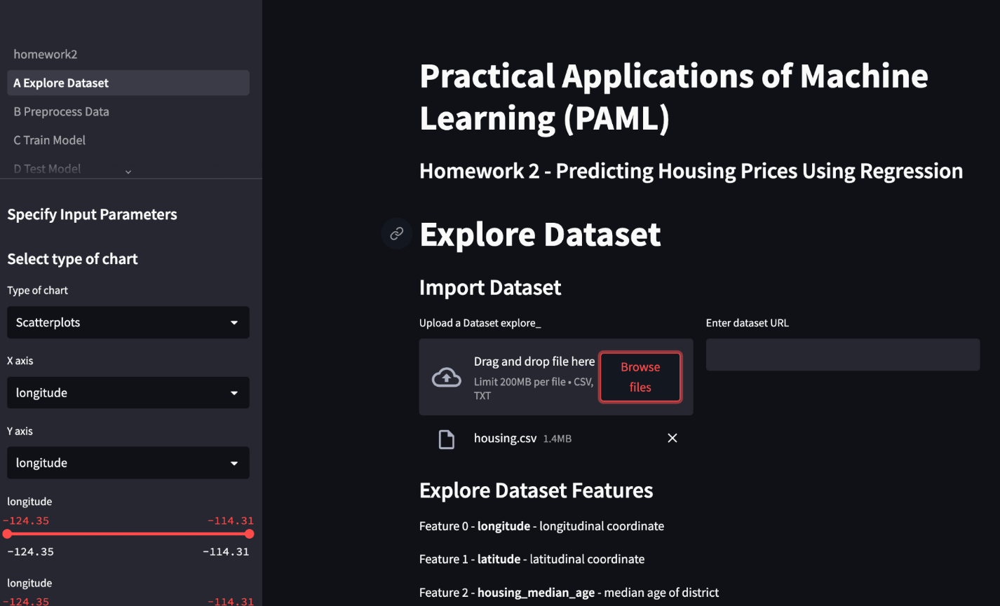 homework2
A Explore Dataset
B Preprocess Data
C Train Model
D Test Model
Specify Input Parameters
Select type of chart
Type of chart
Scatterplots
X axis
longitude
Y axis
longitude
longitude
-124.35 -114.31
-124.35 -114.31
longitude
-124.35 -114.31
Practical Applications of Machine
Learning (PAML)
Homework 2 - Predicting Housing Prices Using Regression
Explore Dataset
Import Dataset
Upload a Dataset explore_
Drag and drop file here
Limit 200MB per file • CSV,
TXT
Browse
files
housing.csv 1.4MB
Enter dataset URL
Explore Dataset Features
Feature 0 - longitude - longitudinal coordinate
Feature 1 - latitude - latitudinal coordinate
Feature 2 - housing_median_age - median age of district